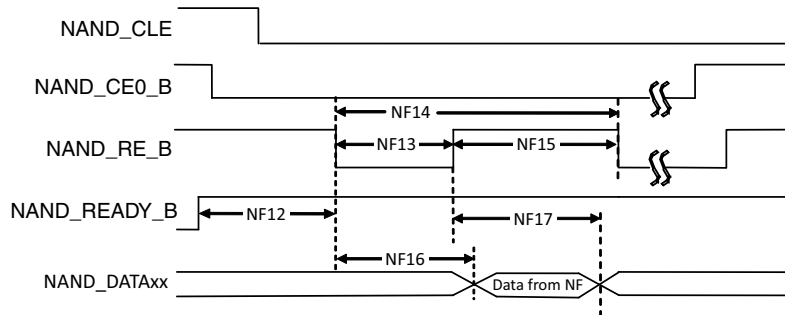 NAND_CLE
NAND_CE0_B
NF14
NAND_RE_B
NF13
NF15
NAND_READY_B
NF12
NF17
NF16
NAND_DATAxx
Data from NF